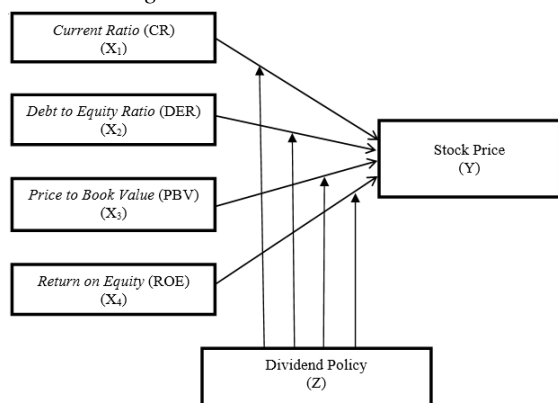 Current Ratio (CR)
(X₁)
Debt to Equity Ratio (DER)
(X₂)
Price to Book Value (PBV)
(X₃)
Return on Equity (ROE)
(X₄)
Stock Price
(Y)
Dividend Policy
(Z)